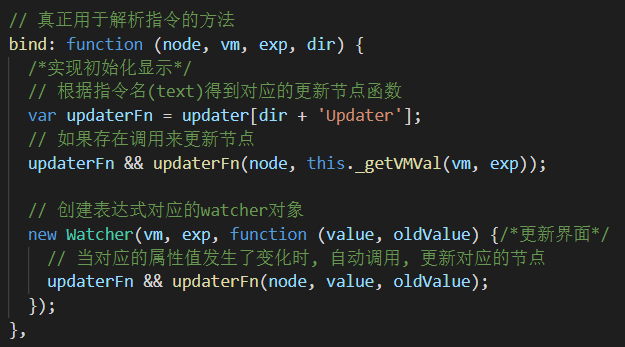 // 真正用于解析指令的方法
bind: function (node, vm, exp, dir) {
/*实现初始化显示*/
// 根据指令名(text)得到对应的更新节点函数
var updaterFn = updater[dir + 'Updater'];
// 如果存在调用来更新节点
updaterFn && updaterFn(node, this._getVMVal(vm, exp));
// 创建表达式对应的watcher对象
new Watcher(vm, exp, function (value, oldValue) {/*更新界面*/
// 当对应的属性值发生了变化时, 自动调用, 更新对应的节点
updaterFn && updaterFn(node, value, oldValue);
});
},